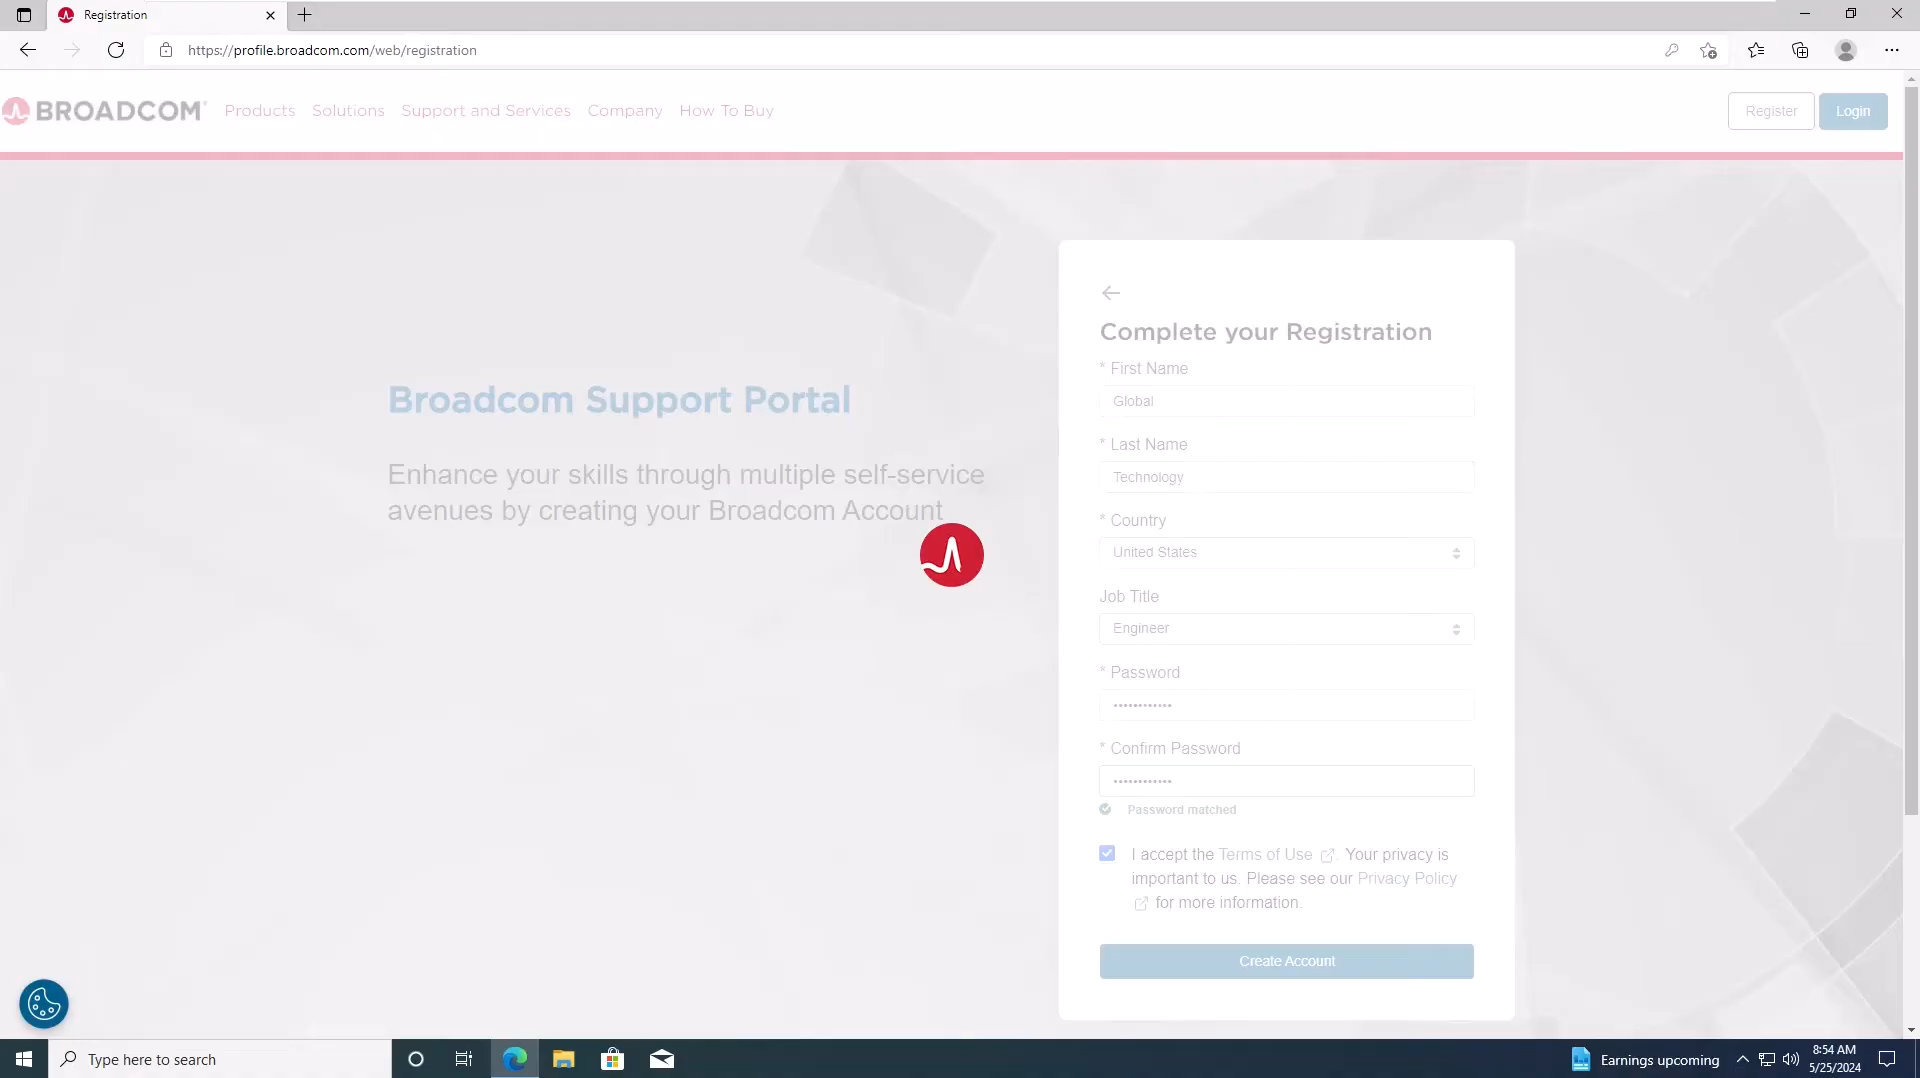 Registration
https://profile.broadcom.com/web/registration
BROADCOM Products Solutions Support and Services Company How To Buy Register Login
Broadcom Support Portal
Enhance your skills through multiple self-service
avenues by creating your Broadcom Account
Complete your Registration
* First Name
Global
* Last Name
Technology
* Country
United States
Job Title
Engineer
* Password
••••••••••••
* Confirm Password
••••••••••••
Password matched
I accept the Terms of Use . Your privacy is
important to us. Please see our Privacy Policy
for more information.
Create Account
Type here to search
Earnings upcoming
8:54 AM
5/25/2024